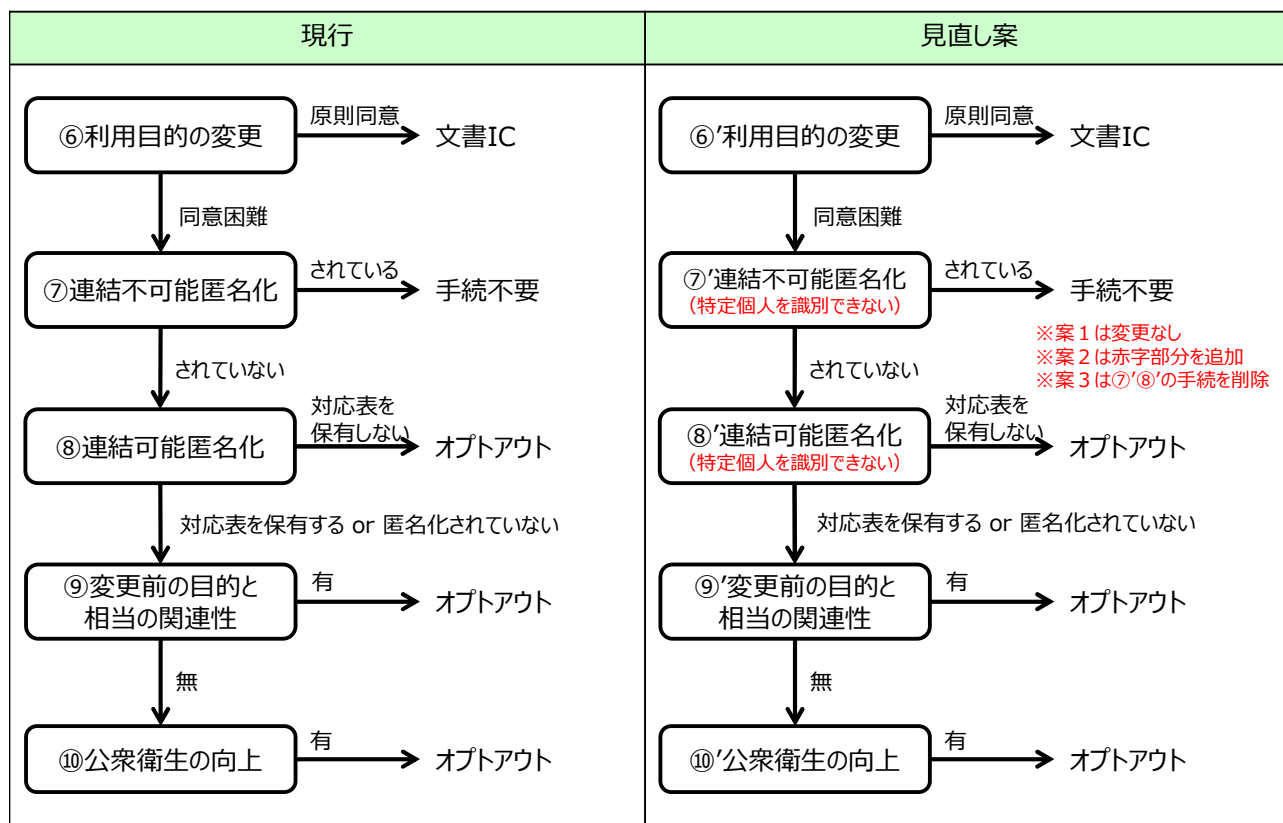 現行
⑥利用目的の変更
原則同意
文書IC
同意困難
⑦連結不可能匿名化
されている
手続不要
されていない
⑧連結可能匿名化
対応表を
保有しない
オプトアウト
対応表を保有する or 匿名化されていない
⑨変更前の目的と
相当の関連性
有
オプトアウト
無
⑩公衆衛生の向上
有
オプトアウト
見直し案
⑥′利用目的の変更
原則同意
文書IC
同意困難
⑦′連結不可能匿名化
(特定個人を識別できない)
されている
手続不要
※案1は変更なし
※案2は赤字部分を追加
※案3は⑦′⑧′の手続を削除
されていない
⑧′連結可能匿名化
(特定個人を識別できない)
対応表を
保有しない
オプトアウト
対応表を保有する or 匿名化されていない
⑨′変更前の目的と
相当の関連性
有
オプトアウト
無
⑩′公衆衛生の向上
有
オプトアウト